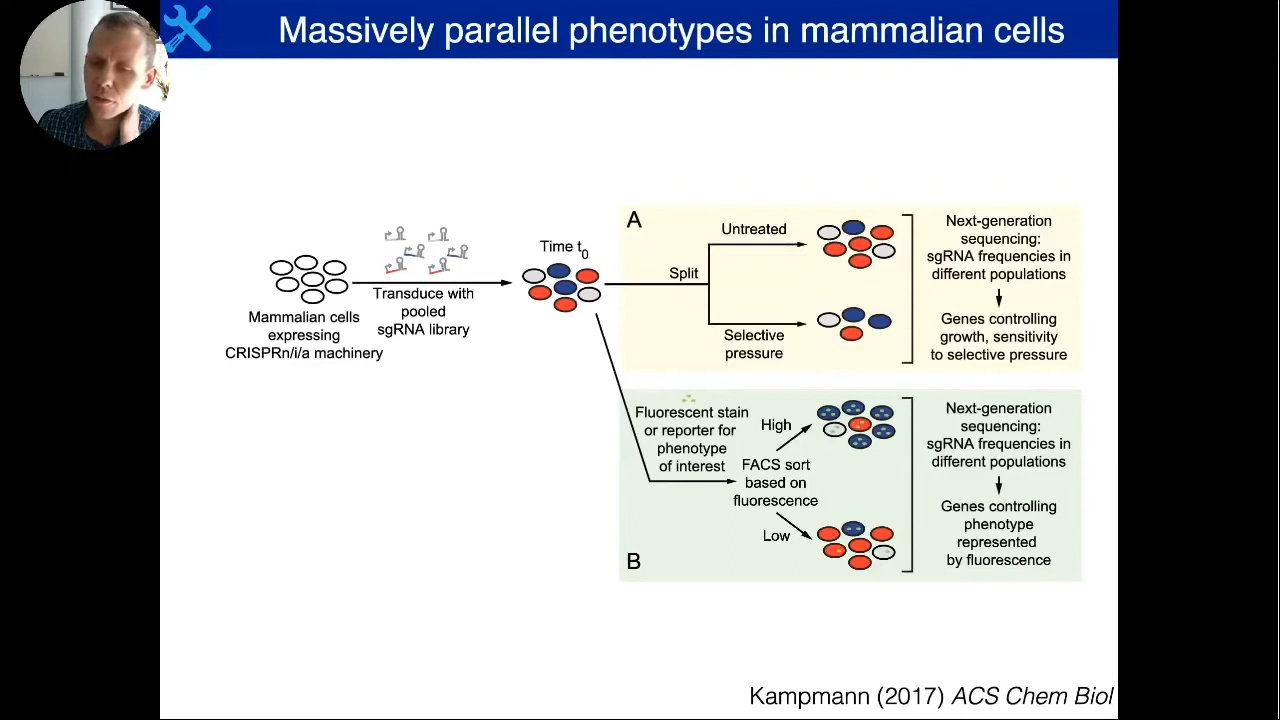 Massively parallel phenotypes in mammalian cells
Mammalian cells
expressing
CRISPRn/i/a machinery
Transduce with
pooled
sgRNA library
Time t0
A
Split
Untreated
Selective
pressure
Next-generation
sequencing:
sgRNA frequencies in
different populations
Genes controlling
growth, sensitivity
to selective pressure
B
Fluorescent stain
or reporter for
phenotype
of interest
FACS sort
based on
fluorescence
High
Low
Next-generation
sequencing:
sgRNA frequencies in
different populations
Genes controlling
phenotype
represented
by fluorescence
Kampmann (2017) ACS Chem Biol